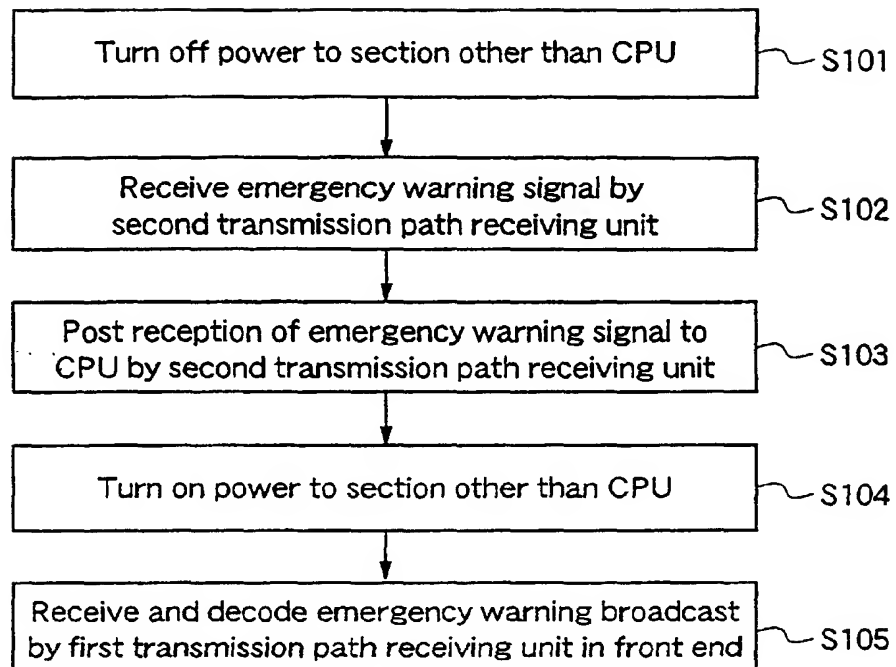 Turn off power to section other than CPU
S101
Receive emergency warning signal by
second transmission path receiving unit
S102
Post reception of emergency warning signal to
CPU by second transmission path receiving unit
S103
Turn on power to section other than CPU
S104
Receive and decode emergency warning broadcast
by first transmission path receiving unit in front end
S105